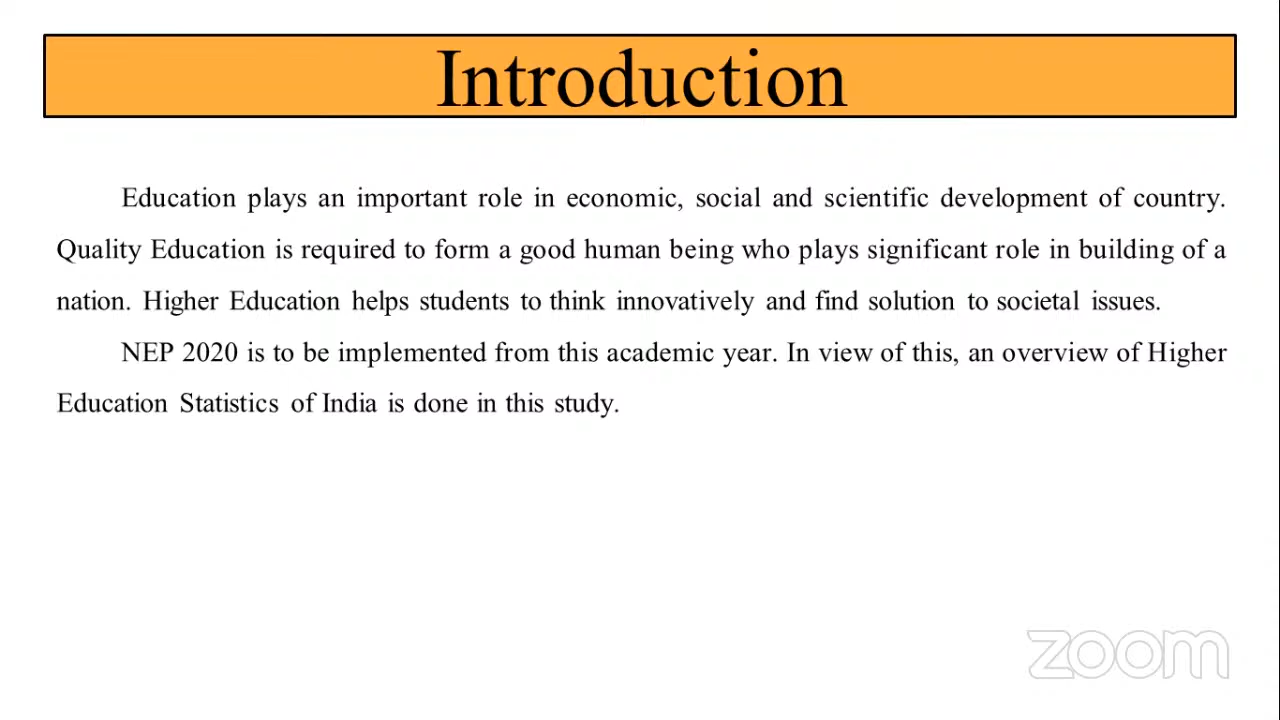 Introduction
Education plays an important role in economic, social and scientific development of country.
Quality Education is required to form a good human being who plays significant role in building of a
nation. Higher Education helps students to think innovatively and find solution to societal issues.
NEP 2020 is to be implemented from this academic year. In view of this, an overview of Higher
Education Statistics of India is done in this study.
zoom